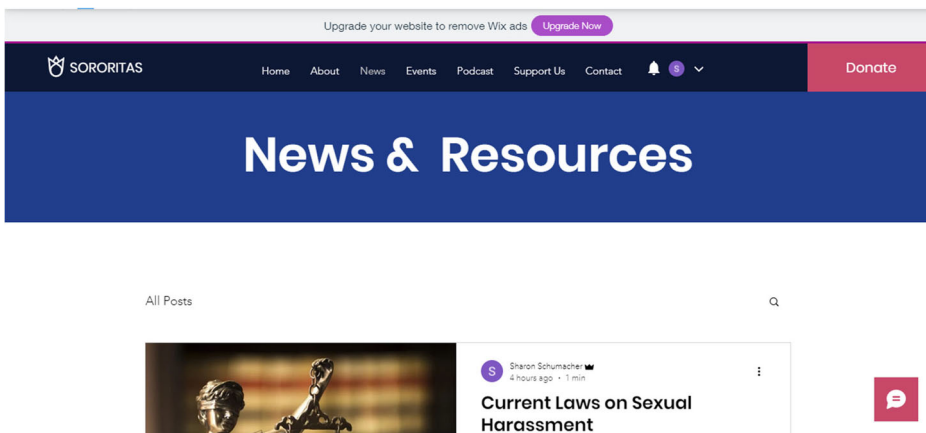 Upgrade your website to remove Wix ads Upgrade Now
SORORITAS Home About News Events Podcast Support Us Contact S Donate
News & Resources
All Posts
S Sharon Schumacher
4 hours ago · 1 min
Current Laws on Sexual
Harassment